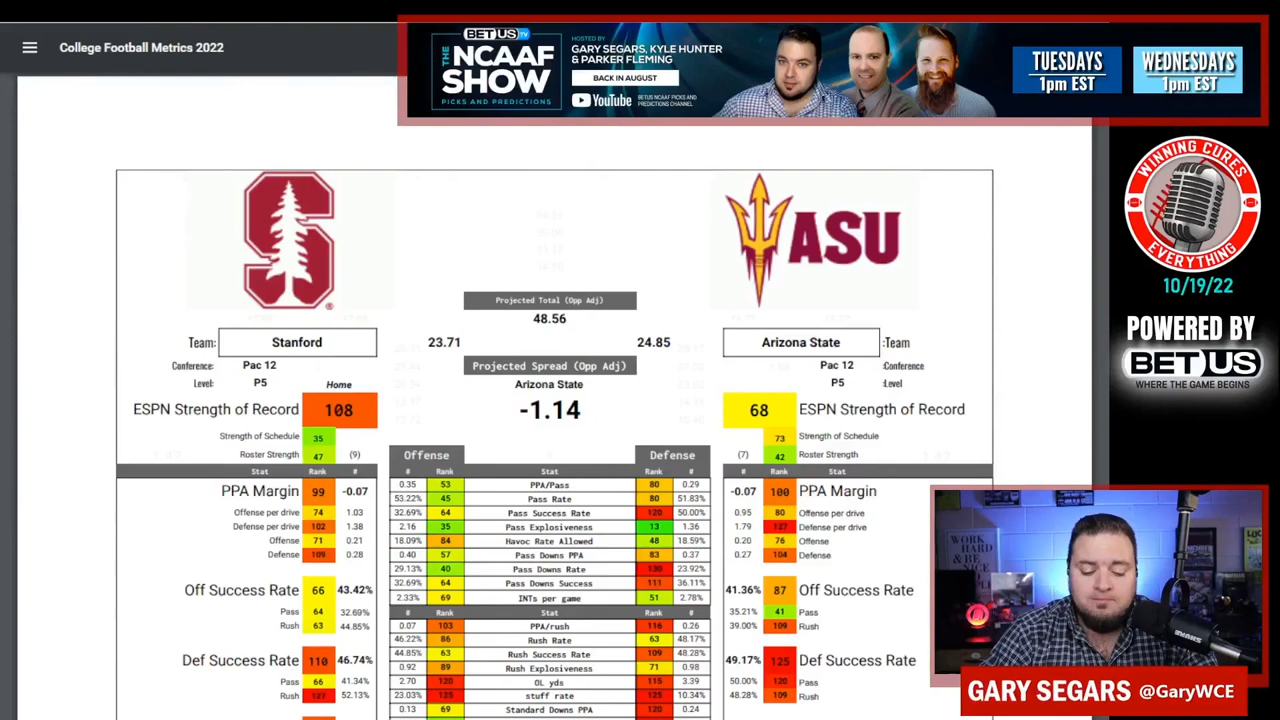 College Football Metrics 2022
BETUS TV
THE NCAAF SHOW
PICKS AND PREDICTIONS
HOSTED BY
GARY SEGARS, KYLE HUNTER
& PARKER FLEMING
BACK IN AUGUST
YouTube BETUS NCAAF PICKS AND PREDICTIONS CHANNEL
TUESDAYS
1pm EST
WEDNESDAYS
1pm EST
WINNING CURES
EVERYTHING
10/19/22
POWERED BY
BETUS
WHERE THE GAME BEGINS
S
ASU
Projected Total (Opp Adj)
48.56
Team: Stanford 23.71 24.85 Arizona State :Team
Conference: Pac 12 Projected Spread (Opp Adj) Pac 12 :Conference
Level: P5 Home Arizona State P5 :Level
ESPN Strength of Record 108 -1.14 68 ESPN Strength of Record
Strength of Schedule 35 73 Strength of Schedule
Roster Strength 47 (9) Offense Defense (7) 42 Roster Strength
Stat Rank # # Rank Stat Rank # # Rank Stat
PPA Margin 99 -0.07 -0.07 100 PPA Margin
Offense per drive 74 1.03 0.95 80 Offense per drive
Defense per drive 102 1.38 1.79 127 Defense per drive
Offense 71 0.21 0.20 76 Offense
Defense 109 0.28 0.27 104 Defense
Off Success Rate 66 43.42% 41.36% 87 Off Success Rate
Pass 64 32.69% 35.21% 41 Pass
Rush 63 44.85% 39.00% 109 Rush
Def Success Rate 110 46.74% 49.17% 125 Def Success Rate
Pass 66 41.34% 50.00% 120 Pass
Rush 127 52.13% 48.28% 109 Rush
0.35 53 PPA/Pass 80 0.29
53.22% 45 Pass Rate 80 51.83%
32.69% 64 Pass Success Rate 120 50.00%
2.16 35 Pass Explosiveness 13 1.36
18.09% 84 Havoc Rate Allowed 48 18.59%
0.40 57 Pass Downs PPA 83 0.37
29.13% 40 Pass Downs Rate 130 23.92%
32.69% 64 Pass Downs Success 111 36.11%
2.33% 69 INTs per game 51 2.78%
# Rank Stat Rank #
0.07 103 PPA/rush 116 0.26
46.22% 86 Rush Rate 63 48.17%
44.85% 63 Rush Success Rate 109 48.28%
0.92 89 Rush Explosiveness 71 0.98
2.70 120 OL yds 115 3.39
23.03% 125 stuff rate 125 10.34%
0.13 69 Standard Downs PPA 120 0.24
GARY SEGARS @GaryWCE